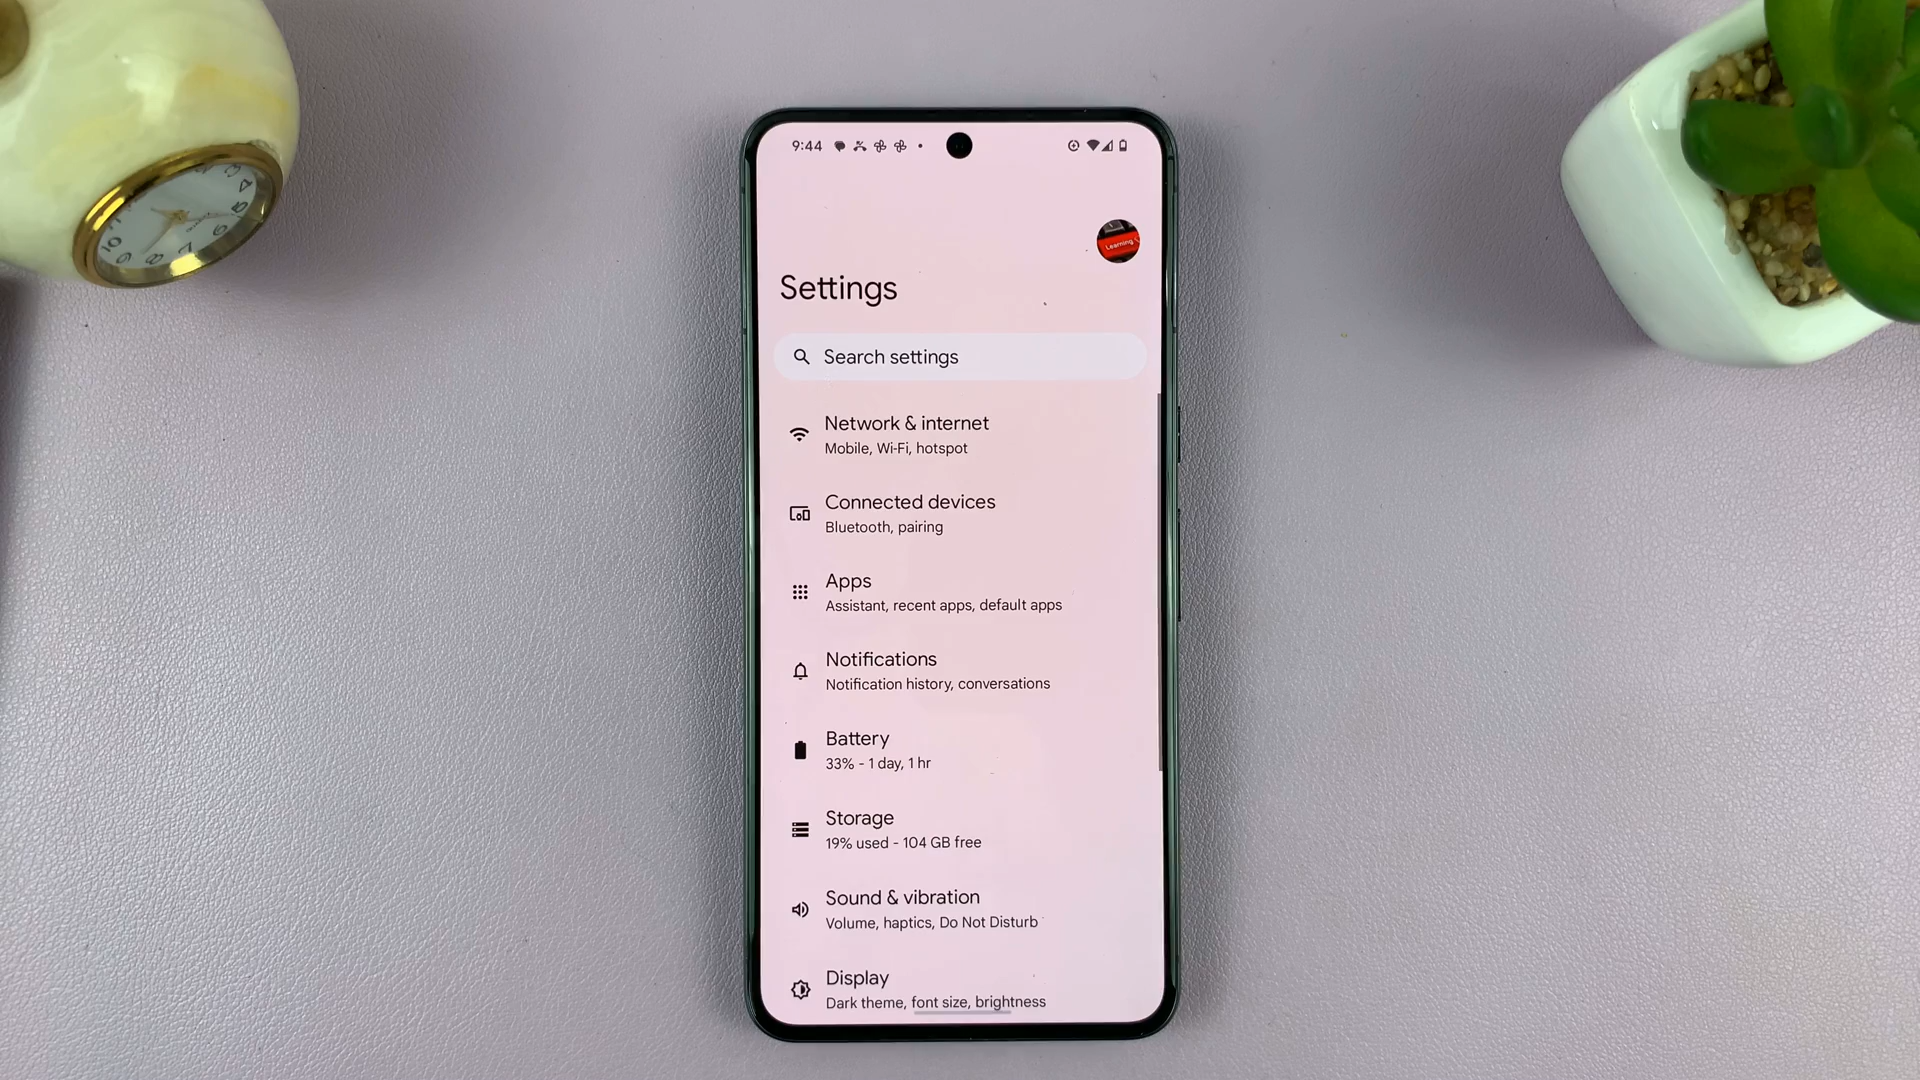 9:44
Learning
Settings
Search settings
Network & internet
Mobile, Wi-Fi, hotspot
Connected devices
Bluetooth, pairing
Apps
Assistant, recent apps, default apps
Notifications
Notification history, conversations
Battery
33% - 1 day, 1 hr
Storage
19% used - 104 GB free
Sound & vibration
Volume, haptics, Do Not Disturb
Display
Dark theme, font size, brightness